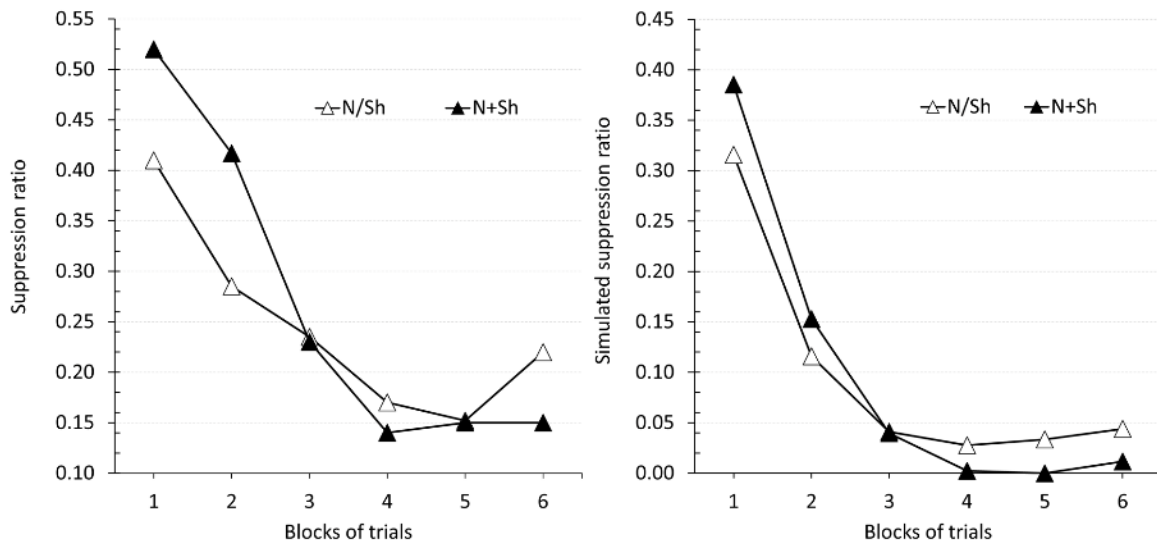 Suppression ratio
0.55
0.50
0.45
0.40
0.35
0.30
0.25
0.20
0.15
0.10
N/Sh N+Sh
1 2 3 4 5 6
Blocks of trials
Simulated suppression ratio
0.45
0.40
0.35
0.30
0.25
0.20
0.15
0.10
0.05
0.00
N/Sh N+Sh
1 2 3 4 5 6
Blocks of trials